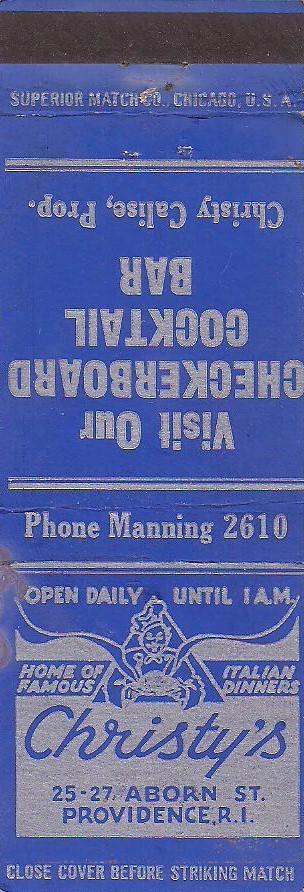 SUPERIOR MATCH CO. CHICAGO, U.S.A.
Visit Our
CHECKERBOARD
COCKTAIL
BAR
Christy Calise, Prop.
Phone Manning 2610
OPEN DAILY UNTIL 1 A.M.
HOME OF FAMOUS
ITALIAN DINNERS
Christy's
25-27 ABORN ST.
PROVIDENCE, R.I.
CLOSE COVER BEFORE STRIKING MATCH